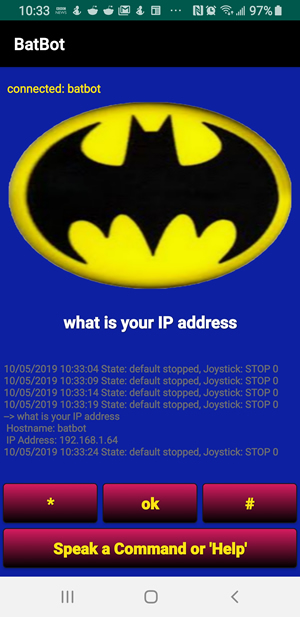 10:33 BBC NEWS ... 97%
BatBot
connected: batbot
what is your IP address
10/05/2019 10:33:04 State: default stopped, Joystick: STOP 0
10/05/2019 10:33:09 State: default stopped, Joystick: STOP 0
10/05/2019 10:33:14 State: default stopped, Joystick: STOP 0
10/05/2019 10:33:19 State: default stopped, Joystick: STOP 0
--> what is your IP address
Hostname: batbot
IP Address: 192.168.1.64
10/05/2019 10:33:24 State: default stopped, Joystick: STOP 0
* ok #
Speak a Command or 'Help'